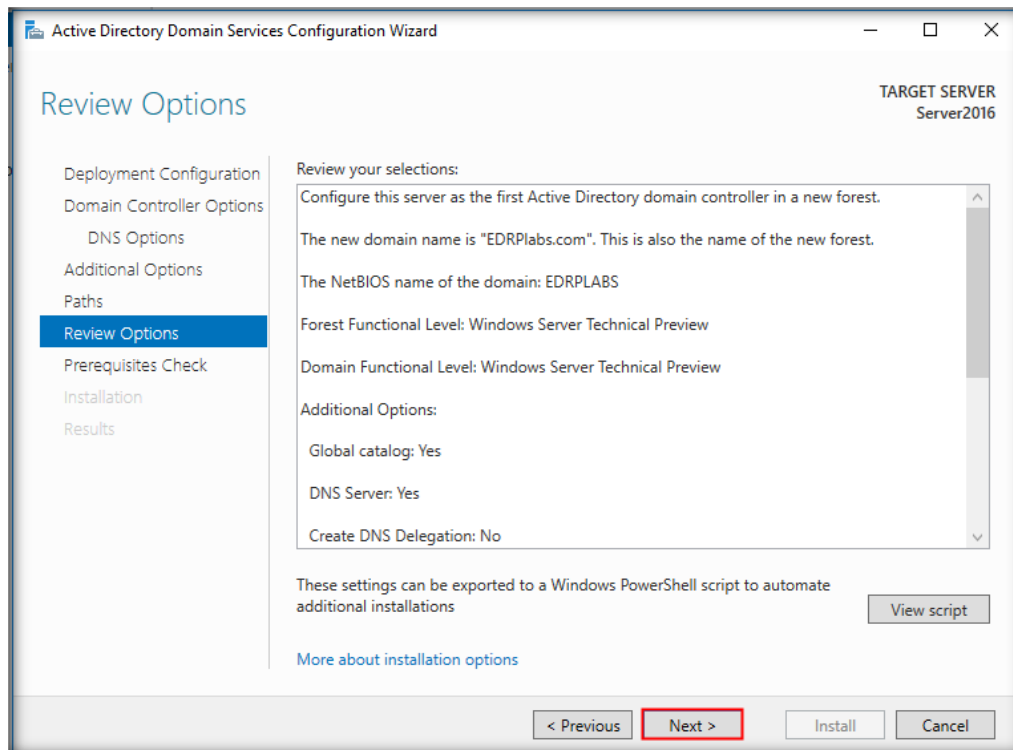 Active Directory Domain Services Configuration Wizard
Review Options
TARGET SERVER
Server2016
Deployment Configuration
Domain Controller Options
DNS Options
Additional Options
Paths
Review Options
Prerequisites Check
Installation
Results
Review your selections:
Configure this server as the first Active Directory domain controller in a new forest.
The new domain name is "EDRPlabs.com". This is also the name of the new forest.
The NetBIOS name of the domain: EDRPLABS
Forest Functional Level: Windows Server Technical Preview
Domain Functional Level: Windows Server Technical Preview
Additional Options:
Global catalog: Yes
DNS Server: Yes
Create DNS Delegation: No
These settings can be exported to a Windows PowerShell script to automate
additional installations
View script
More about installation options
< Previous
Next >
Install
Cancel